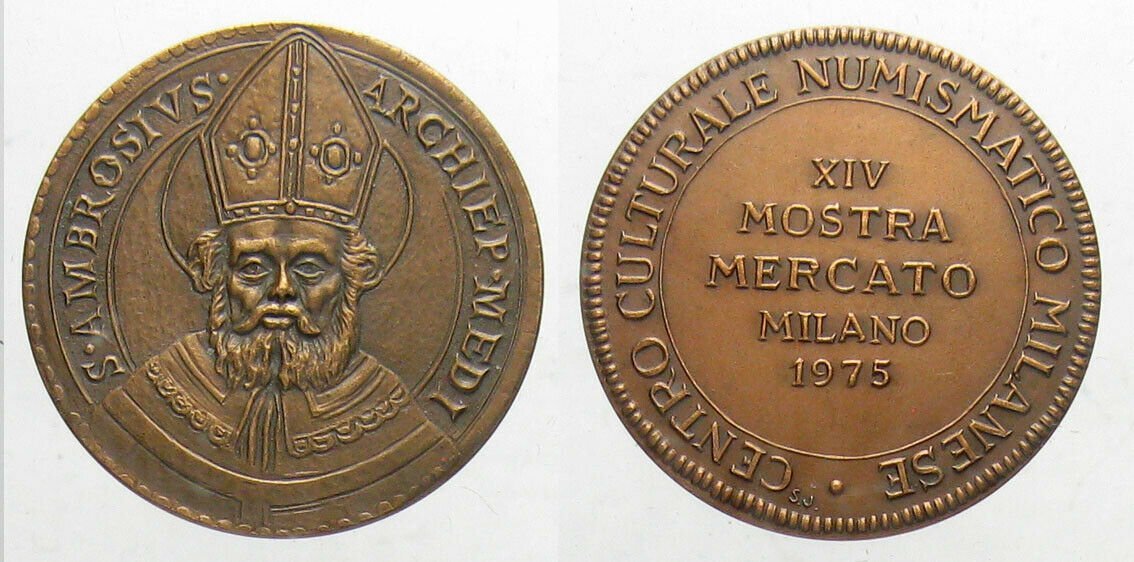 S·AMBROSIVS·ARCHIEP·MEDI
CENTRO CULTURALE NUMISMATICO MILANESE ·
XIV
MOSTRA
MERCATO
MILANO
1975
S.J.